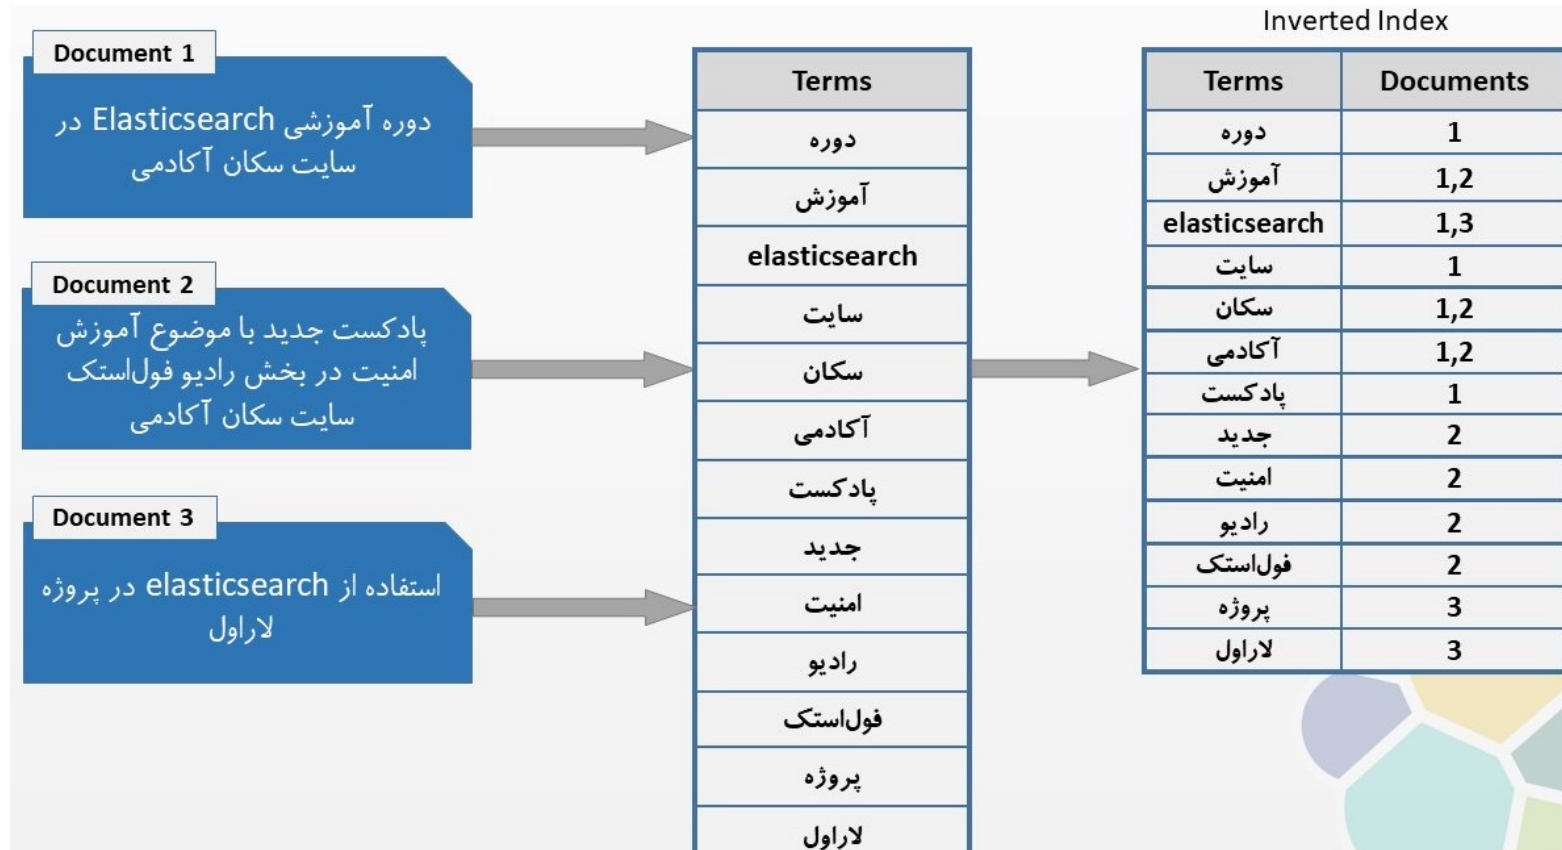 Document 1
دوره آموزشی Elasticsearch در
سایت سکان آکادمی
Document 2
پادکست جدید با موضوع آموزش
امنیت در بخش رادیو فول‌استک
سایت سکان آکادمی
Document 3
استفاده از elasticsearch در پروژه
لاراول
Terms
دوره
آموزش
elasticsearch
سایت
سکان
آکادمی
پادکست
جدید
امنیت
رادیو
فول‌استک
پروژه
لاراول
Inverted Index
Terms Documents
دوره 1
آموزش 1,2
elasticsearch 1,3
سایت 1
سکان 1,2
آکادمی 1,2
پادکست 1
جدید 2
امنیت 2
رادیو 2
فول‌استک 2
پروژه 3
لاراول 3